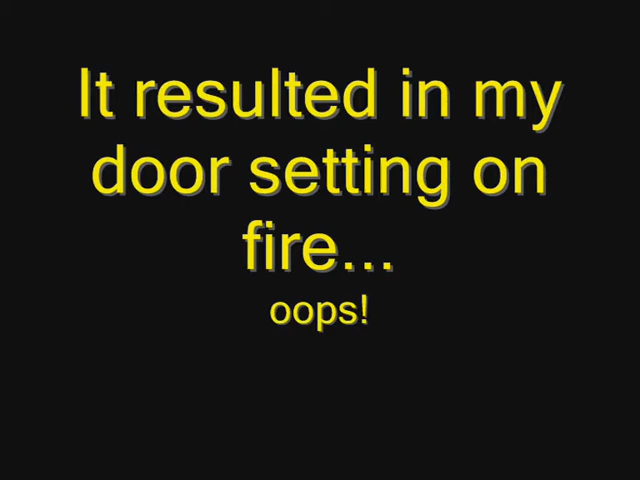 It resulted in my
door setting on
fire...
oops!